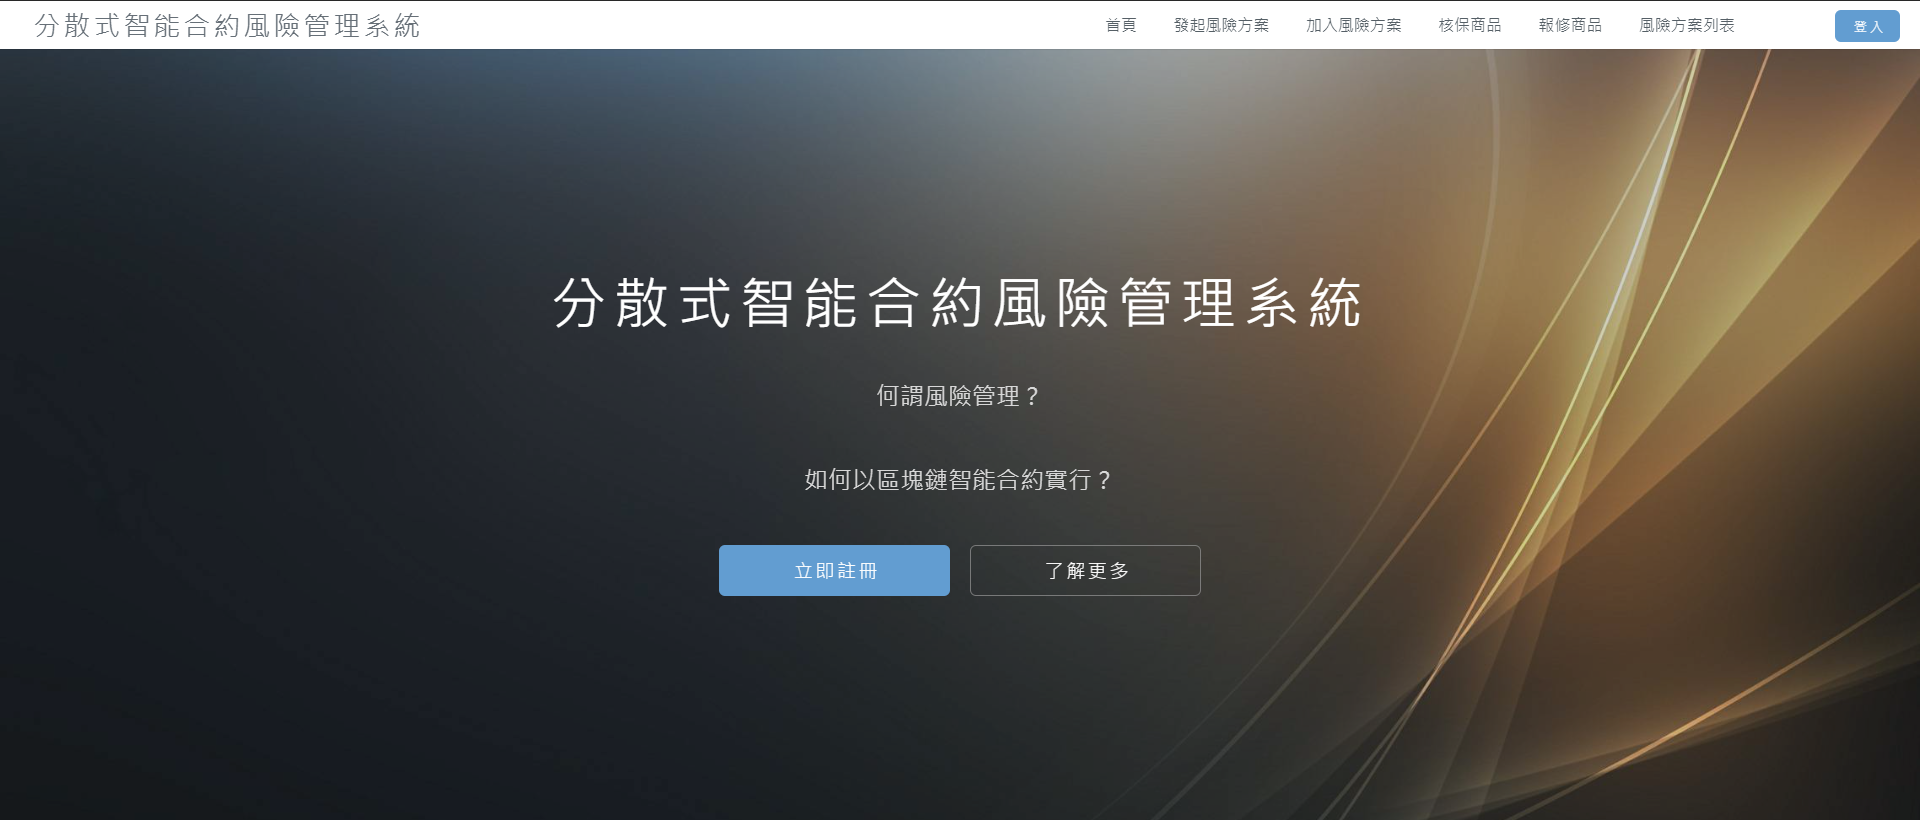 分散式智能合約風險管理系統
首頁 發起風險方案 加入風險方案 核保商品 報修商品 風險方案列表 登入
分散式智能合約風險管理系統
何謂風險管理？
如何以區塊鏈智能合約實行？
立即註冊 了解更多